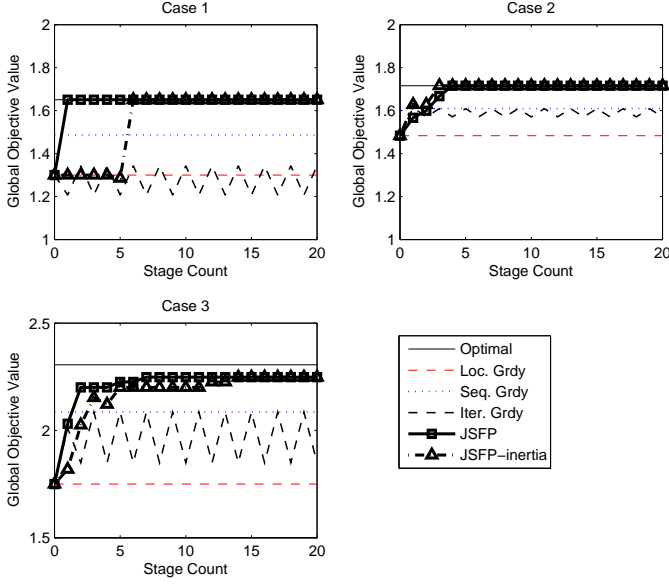 Case 1
Global Objective Value
2
1.8
1.6
1.4
1.2
1
0
5
10
15
20
Stage Count
Case 2
Global Objective Value
2
1.8
1.6
1.4
1.2
1
0
5
10
15
20
Stage Count
Case 3
Global Objective Value
2.5
2
1.5
0
5
10
15
20
Stage Count
Optimal
Loc. Grdy
Seq. Grdy
Iter. Grdy
JSFP
JSFP−inertia